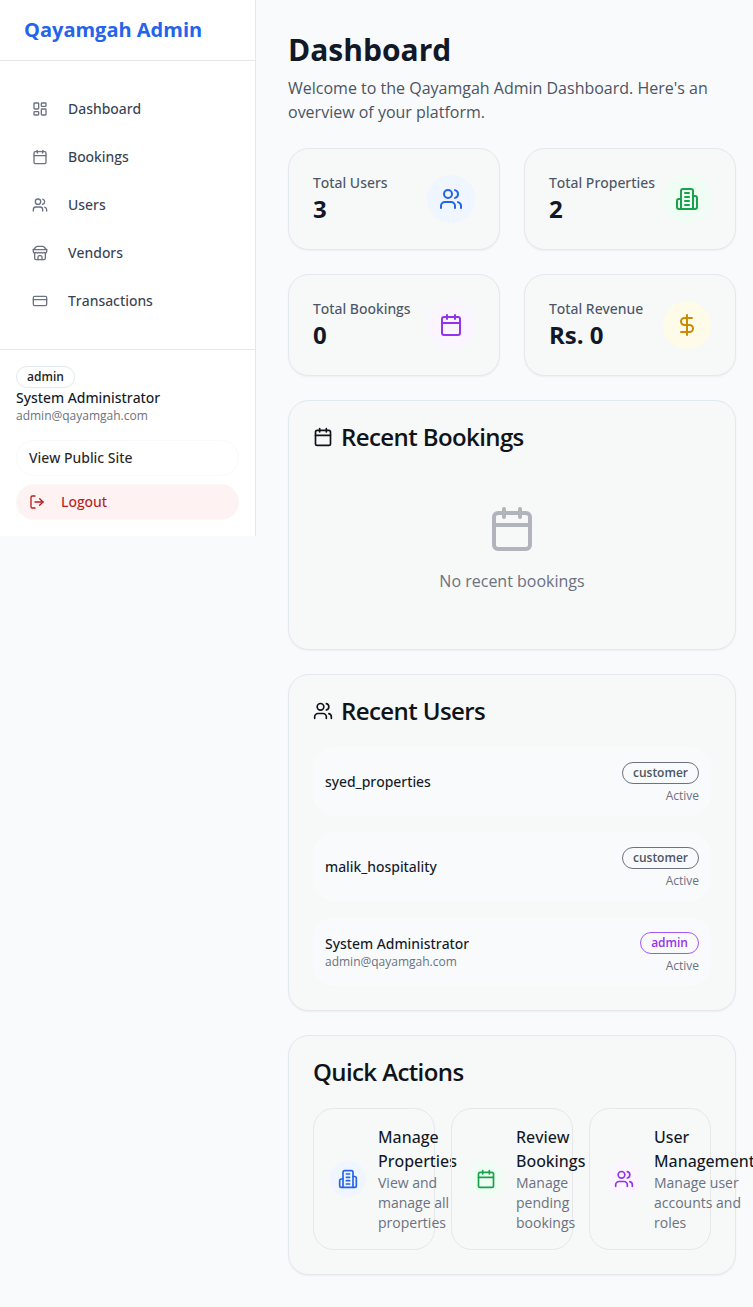 Qayamgah Admin
Dashboard
Bookings
Users
Vendors
Transactions
admin
System Administrator
admin@qayamgah.com
View Public Site
Logout
Dashboard
Welcome to the Qayamgah Admin Dashboard. Here's an
overview of your platform.
Total Users
3
Total Properties
2
Total Bookings
0
Total Revenue
Rs. 0
Recent Bookings
No recent bookings
Recent Users
syed_properties
customer
Active
malik_hospitality
customer
Active
System Administrator
admin@qayamgah.com
admin
Active
Quick Actions
Manage
Properties
View and
manage all
properties
Review
Bookings
Manage
pending
bookings
User
Management
Manage user
accounts and
roles